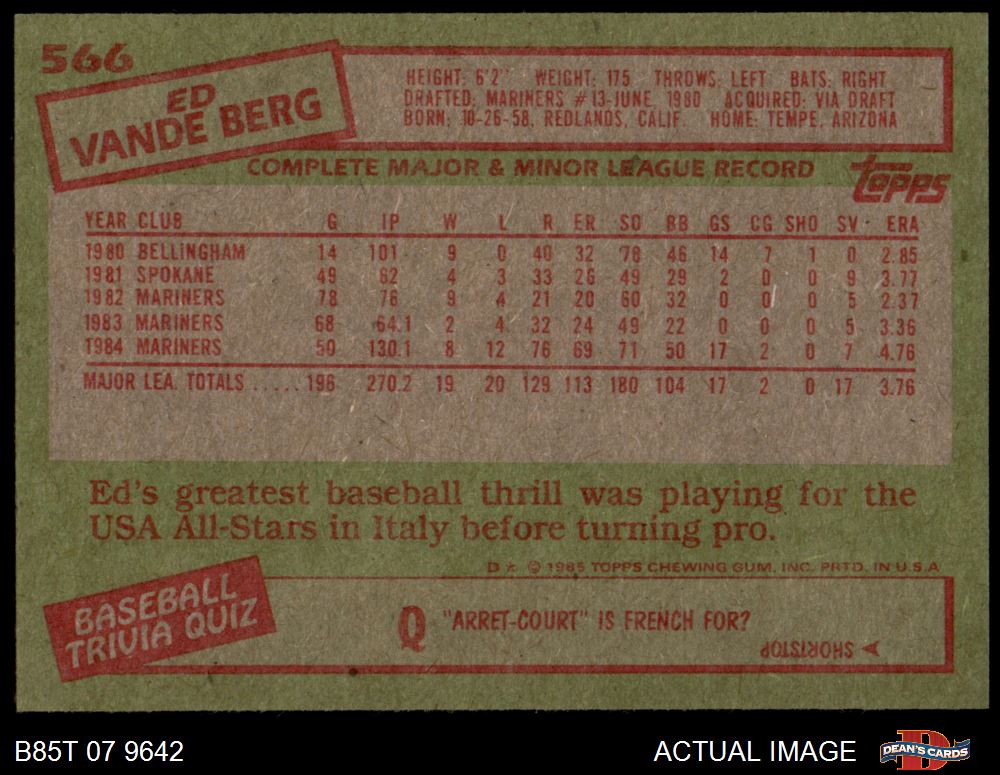 566
ED
VANDE BERG
HEIGHT: 6'2" WEIGHT: 175 THROWS: LEFT BATS: RIGHT
DRAFTED: MARINERS #13-JUNE, 1980 ACQUIRED: VIA DRAFT
BORN: 10-26-58, REDLANDS, CALIF. HOME: TEMPE, ARIZONA
COMPLETE MAJOR & MINOR LEAGUE RECORD
topps
YEAR CLUB G IP W L R ER SO BB GS CG SHO SV ERA
1980 BELLINGHAM 14 101 9 0 40 32 78 46 14 7 1 0 2.85
1981 SPOKANE 49 62 4 3 33 26 49 29 2 0 0 9 3.77
1982 MARINERS 78 76 9 4 21 20 60 32 0 0 0 5 2.37
1983 MARINERS 68 64.1 2 4 32 24 49 22 0 0 0 5 3.36
1984 MARINERS 50 130.1 8 12 76 69 71 50 17 2 0 7 4.76
MAJOR LEA. TOTALS ..... 196 270.2 19 20 129 113 180 104 17 2 0 17 3.76
Ed's greatest baseball thrill was playing for the
USA All-Stars in Italy before turning pro.
D * © 1985 TOPPS CHEWING GUM, INC. PRTD. IN U.S.A
BASEBALL
TRIVIA QUIZ
Q "ARRET-COURT" IS FRENCH FOR?
SHORTSTOP
B85T 07 9642
ACTUAL IMAGE
D
DEAN'S CARDS